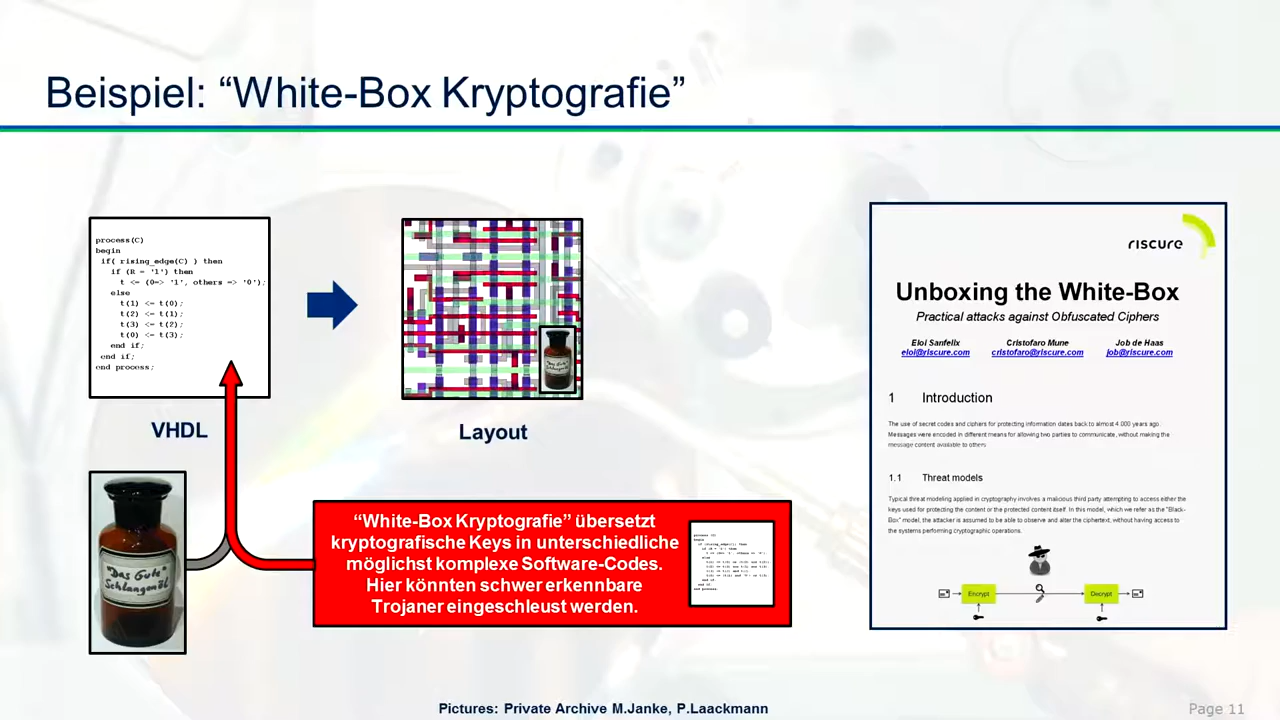 Beispiel: “White-Box Kryptografie”
process(C)
begin
if( rising_edge(C) ) then
if (R = '1') then
t <= (0=> '1', others => '0');
else
t(1) <= t(0);
t(2) <= t(1);
t(3) <= t(2);
t(0) <= t(3);
end if;
end if;
end process;
VHDL
Layout
"Das Gute"
Schlangenöl
“White-Box Kryptografie” übersetzt
kryptografische Keys in unterschiedliche
möglichst komplexe Software-Codes.
Hier könnten schwer erkennbare
Trojaner eingeschleust werden.
riscure
Unboxing the White-Box
Practical attacks against Obfuscated Ciphers
Eloi Sanfelix Cristofaro Mune Job de Haas
eloi@riscure.com cristofaro@riscure.com job@riscure.com
1 Introduction
The use of secret codes and ciphers for protecting information dates back to almost 4.000 years ago.
Messages were encoded in different means for allowing two parties to communicate, without making the
message content available to others.
1.1 Threat models
Typical threat modeling applied in cryptography involves a malicious third party attempting to access either the
keys used for protecting the content or the protected content itself. In this model, which we refer as the "Black-
Box" model, the attacker is assumed to be able to observe and alter the ciphertext, without having access to
the systems performing cryptographic operations.
Encrypt
Decrypt
Pictures: Private Archive M.Janke, P.Laackmann
Page 11